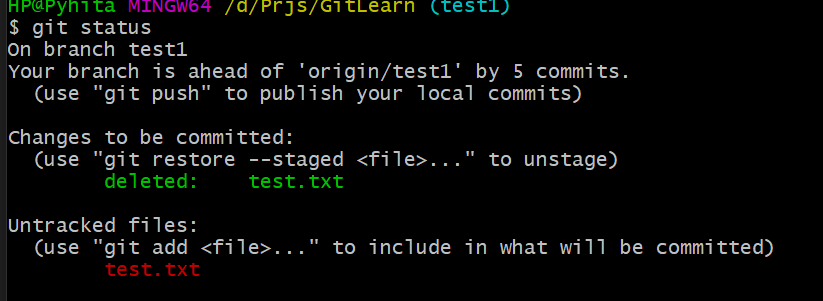 HP@Pyhita MINGW64 /d/Prjs/GitLearn (test1)
$ git status
On branch test1
Your branch is ahead of 'origin/test1' by 5 commits.
  (use "git push" to publish your local commits)

Changes to be committed:
  (use "git restore --staged <file>..." to unstage)
        deleted:    test.txt

Untracked files:
  (use "git add <file>..." to include in what will be committed)
        test.txt